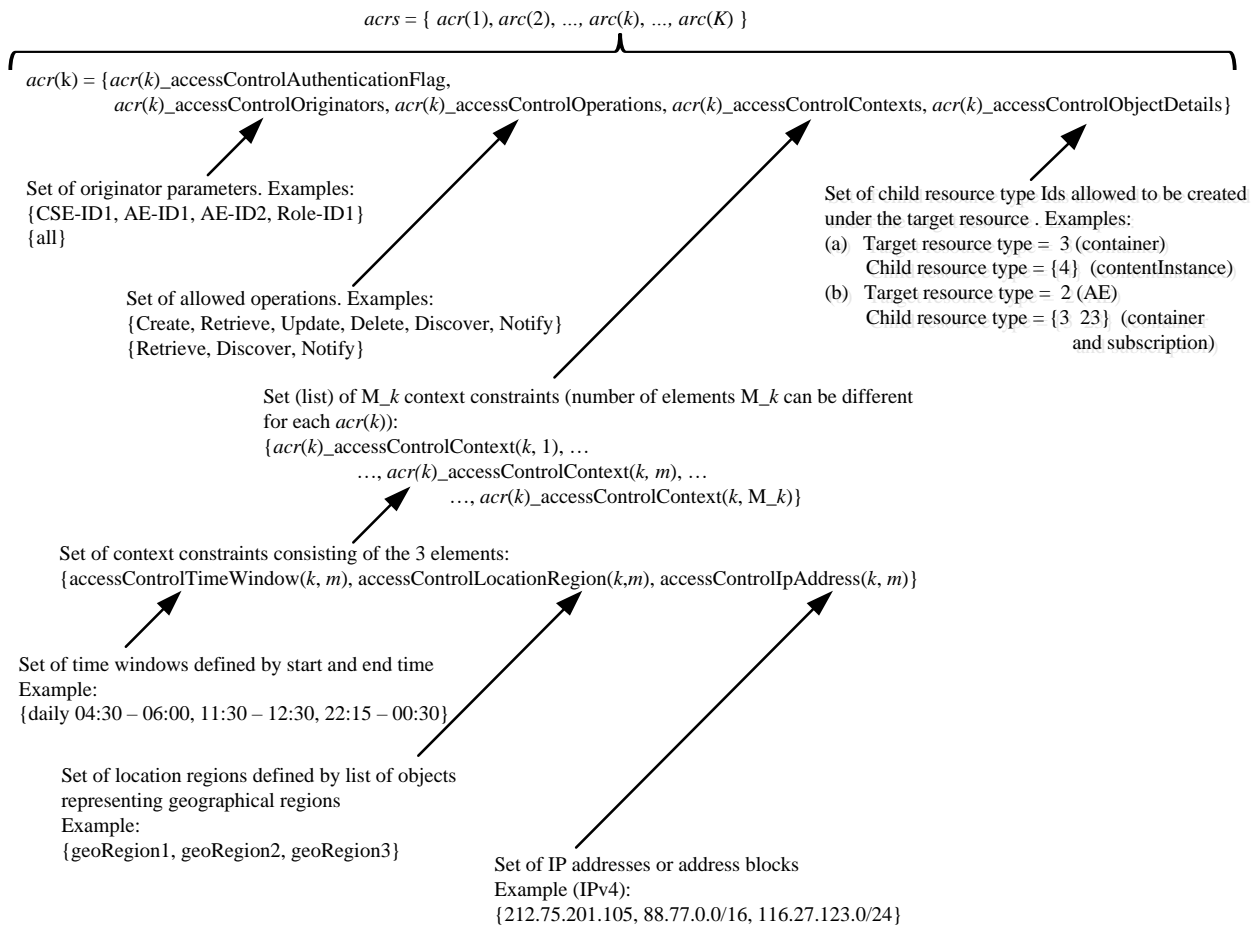 acrs = { acr(1), arc(2), ..., arc(k), ..., arc(K) }
acr(k) = {acr(k)_accessControlAuthenticationFlag,
acr(k)_accessControlOriginators, acr(k)_accessControlOperations, acr(k)_accessControlContexts, acr(k)_accessControlObjectDetails}
Set of originator parameters. Examples:
{CSE-ID1, AE-ID1, AE-ID2, Role-ID1}
{all}
Set of child resource type Ids allowed to be created
under the target resource . Examples:
(a) Target resource type = 3 (container)
Child resource type = {4} (contentInstance)
(b) Target resource type = 2 (AE)
Child resource type = {3 23} (container
and subscription)
Set of allowed operations. Examples:
{Create, Retrieve, Update, Delete, Discover, Notify}
{Retrieve, Discover, Notify}
Set (list) of M_k context constraints (number of elements M_k can be different
for each acr(k)):
{acr(k)_accessControlContext(k, 1), …
…, acr(k)_accessControlContext(k, m), …
…, acr(k)_accessControlContext(k, M_k)}
Set of context constraints consisting of the 3 elements:
{accessControlTimeWindow(k, m), accessControlLocationRegion(k,m), accessControlIpAddress(k, m)}
Set of time windows defined by start and end time
Example:
{daily 04:30 – 06:00, 11:30 – 12:30, 22:15 – 00:30}
Set of location regions defined by list of objects
representing geographical regions
Example:
{geoRegion1, geoRegion2, geoRegion3}
Set of IP addresses or address blocks
Example (IPv4):
{212.75.201.105, 88.77.0.0/16, 116.27.123.0/24}